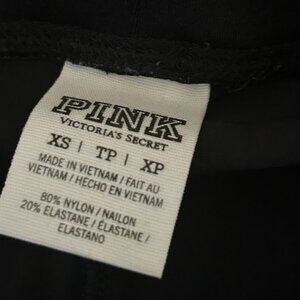 PINK
VICTORIA'S SECRET
XS | TP | XP
MADE IN VIETNAM / FAIT AU
VIETNAM / HECHO EN VIETNAM
80% NYLON / NAILON
20% ELASTANE / ÉLASTANE /
ELASTANO